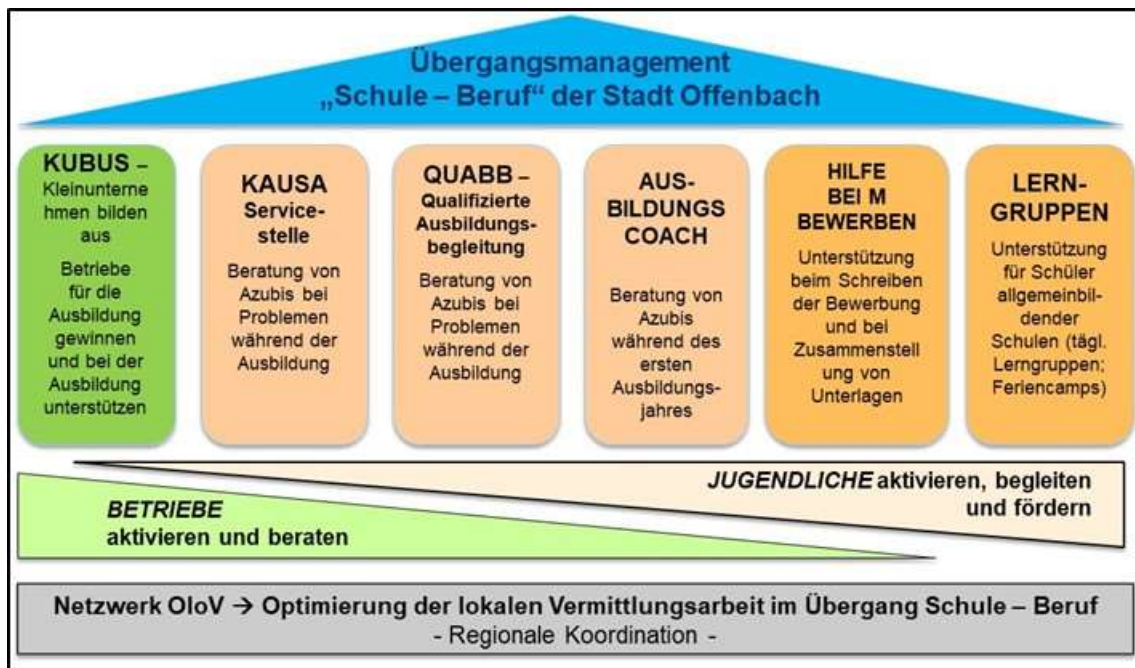 Übergangsmanagement
„Schule – Beruf“ der Stadt Offenbach
KUBUS –
Kleinunterne
hmen bilden
aus
Betriebe
für die
Ausbildung
gewinnen
und bei der
Ausbildung
unterstützen
KAUSA
Service-
stelle
Beratung von
Azubis bei
Problemen
während der
Ausbildung
QUABB –
Qualifizierte
Ausbildungs-
begleitung
Beratung von
Azubis bei
Problemen
während der
Ausbildung
AUS-
BILDUNGS
COACH
Beratung von
Azubis
während des
ersten
Ausbildungs-
jahres
HILFE
BEI M
BEWERBEN
Unterstützung
beim Schreiben
der Bewerbung
und bei
Zusammenstell
ung von
Unterlagen
LERN-
GRUPPEN
Unterstützung
für Schüler
allgemeinbil-
dender
Schulen (tägl.
Lerngruppen;
Feriencamps)
JUGENDLICHE aktivieren, begleiten
und fördern
BETRIEBE
aktivieren und beraten
Netzwerk OloV → Optimierung der lokalen Vermittlungsarbeit im Übergang Schule – Beruf
- Regionale Koordination -